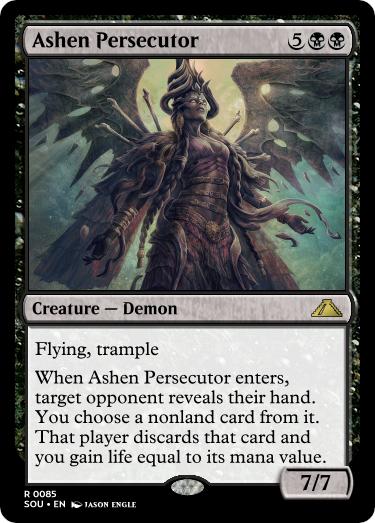 Ashen Persecutor 5
Creature — Demon
Flying, trample
When Ashen Persecutor enters,
target opponent reveals their hand.
You choose a nonland card from it.
That player discards that card and
you gain life equal to its mana value.
7/7
R 0085
SOU • EN JASON ENGLE